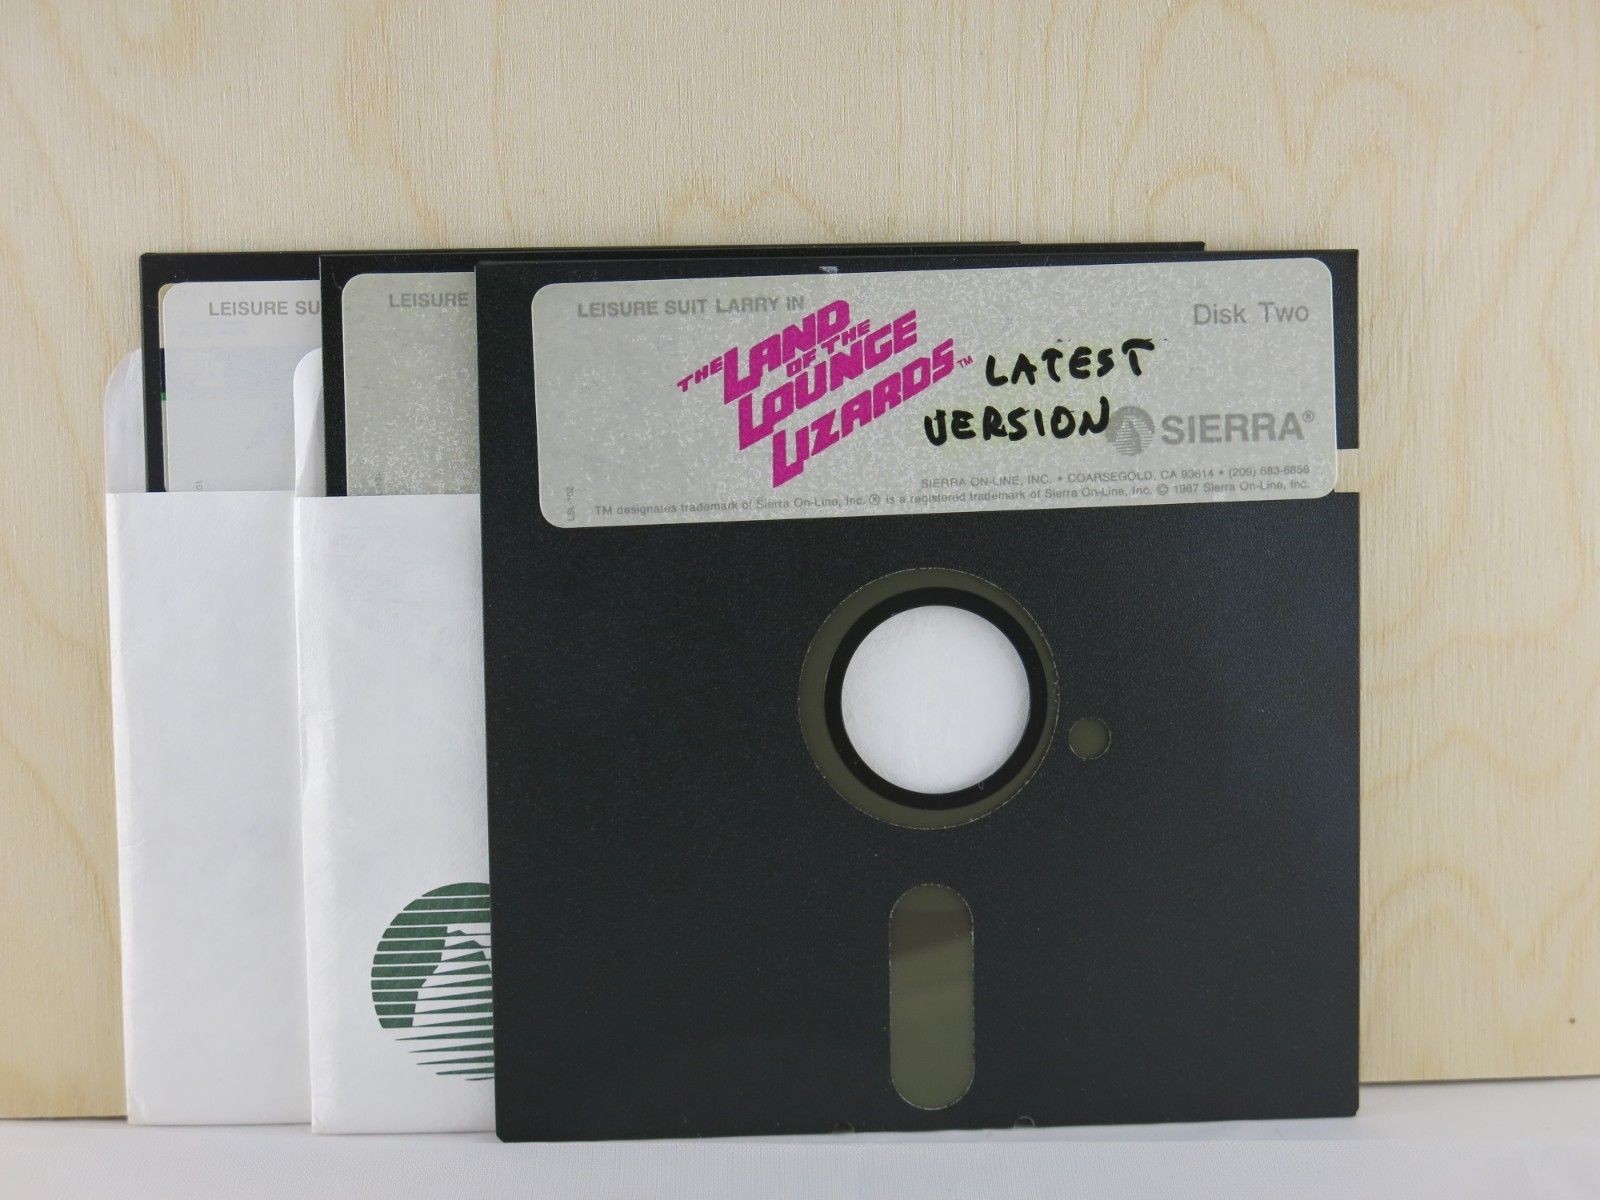 LEISURE SU
LEISURE
LEISURE SUIT LARRY IN
Disk Two
THE LAND
OF THE
LOUNGE
LIZARDS™
LATEST
VERSION
SIERRA®
SIERRA ON-LINE, INC. • COARSEGOLD, CA 93614 • (209) 683-6858
TM designates trademark of Sierra On-Line, Inc. ® is a registered trademark of Sierra On-Line, Inc. © 1987 Sierra On-Line, Inc.